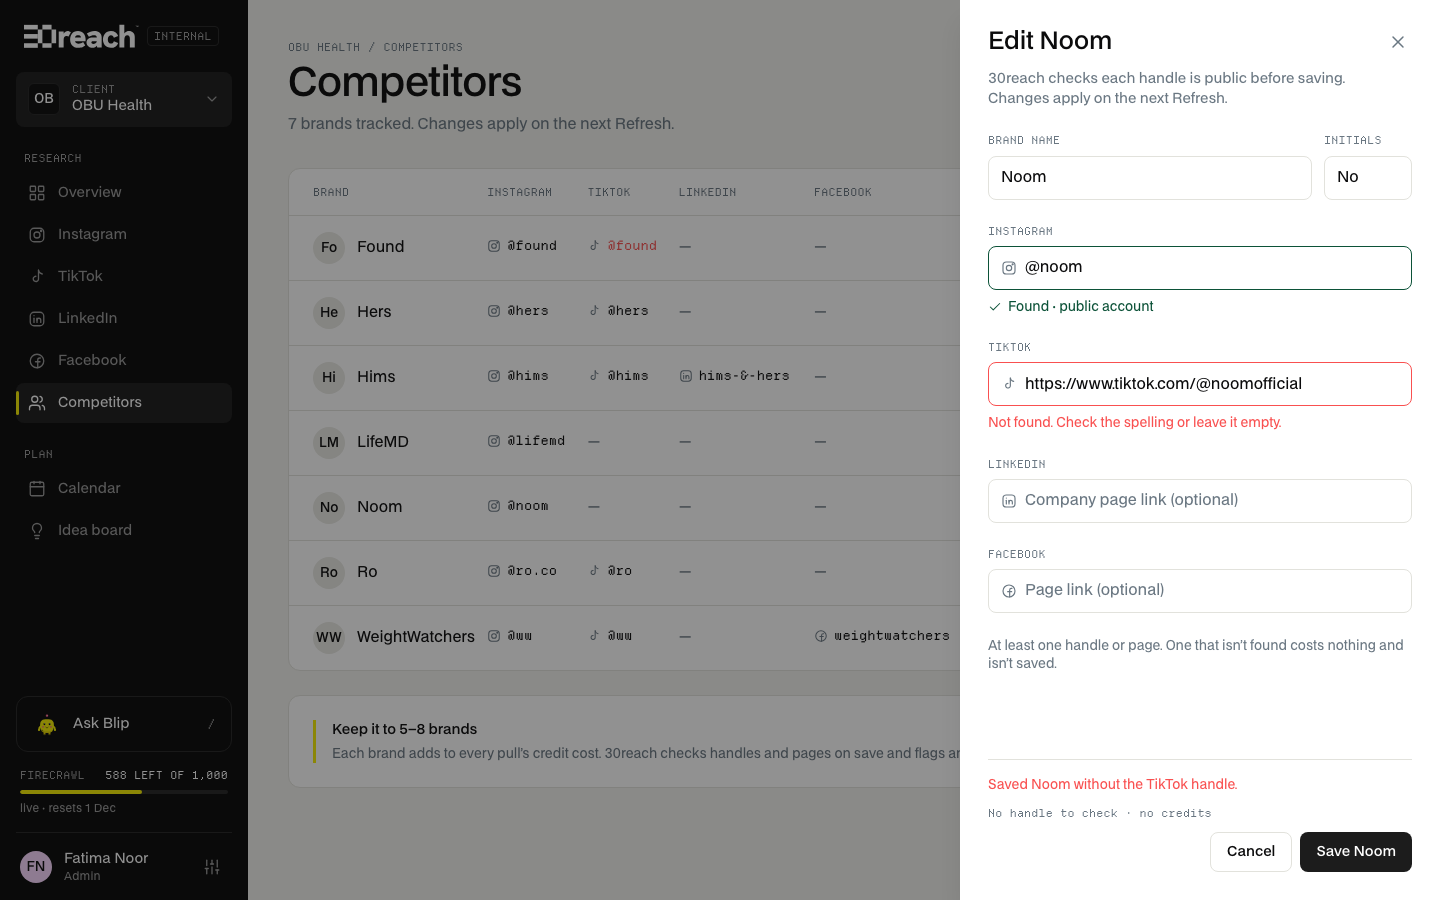 30reach
INTERNAL
OB
CLIENT
OBU Health
RESEARCH
Overview
Instagram
TikTok
LinkedIn
Facebook
Competitors
PLAN
Calendar
Idea board
Ask Blip
/
FIRECRAWL
588 LEFT OF 1,000
live · resets 1 Dec
FN
Fatima Noor
Admin
OBU HEALTH / COMPETITORS
Competitors
7 brands tracked. Changes apply on the next Refresh.
BRAND INSTAGRAM TIKTOK LINKEDIN FACEBOOK
Fo Found @found @found — —
He Hers @hers @hers — —
Hi Hims @hims @hims hims-&-hers —
LM LifeMD @lifemd — — —
No Noom @noom — — —
Ro Ro @ro.co @ro — —
WW WeightWatchers @ww @ww — weightwatchers
Keep it to 5–8 brands
Each brand adds to every pull's credit cost. 30reach checks handles and pages on save and flags
Edit Noom
30reach checks each handle is public before saving.
Changes apply on the next Refresh.
BRAND NAME
Noom
INITIALS
No
INSTAGRAM
@noom
Found · public account
TIKTOK
https://www.tiktok.com/@noomofficial
Not found. Check the spelling or leave it empty.
LINKEDIN
Company page link (optional)
FACEBOOK
Page link (optional)
At least one handle or page. One that isn't found costs nothing and
isn't saved.
Saved Noom without the TikTok handle.
No handle to check · no credits
Cancel
Save Noom